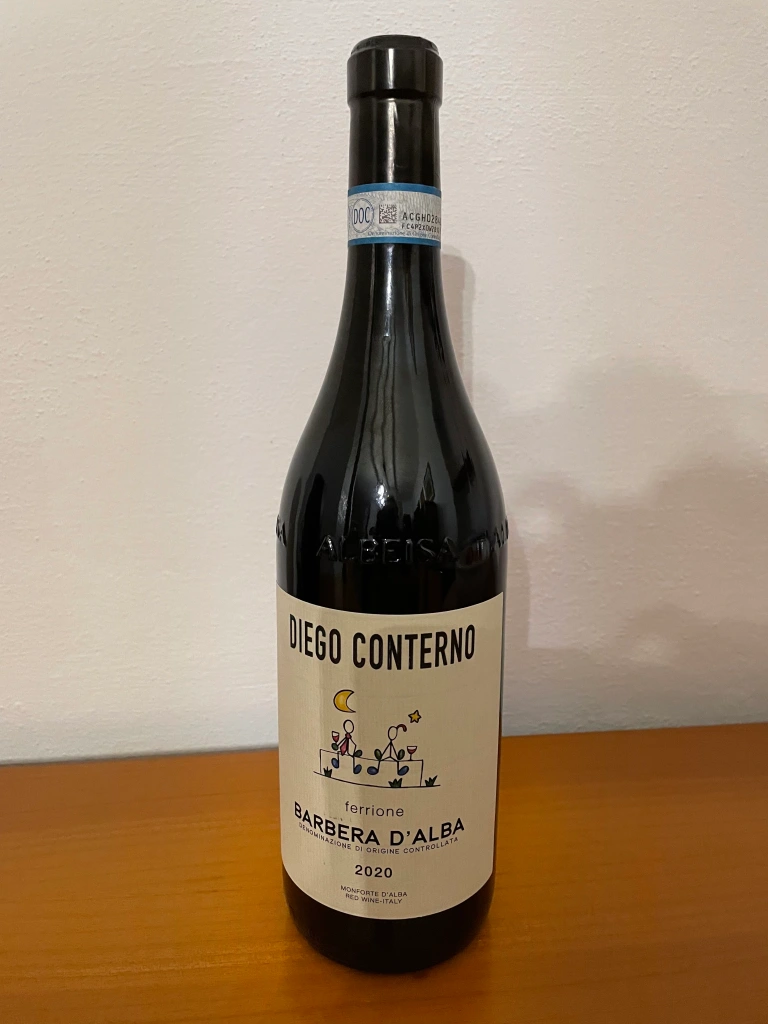 DOC
ALBEISA
DIEGO CONTERNO
ferrione
BARBERA D'ALBA
DENOMINAZIONE DI ORIGINE CONTROLLATA
2020
MONFORTE D'ALBA
RED WINE-ITALY